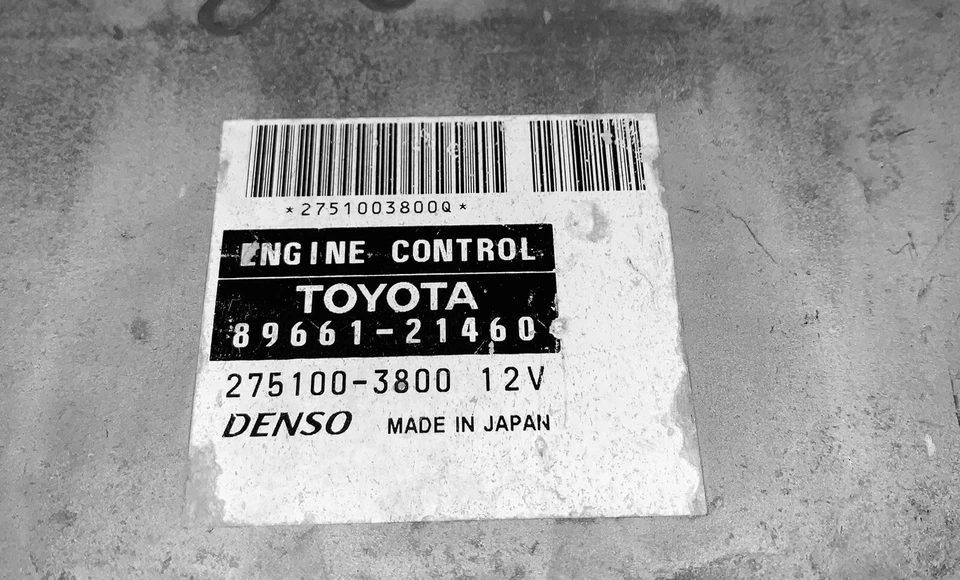 *2751003800Q*
ENGINE CONTROL
TOYOTA
89661-21460
275100-3800 12V
DENSO MADE IN JAPAN